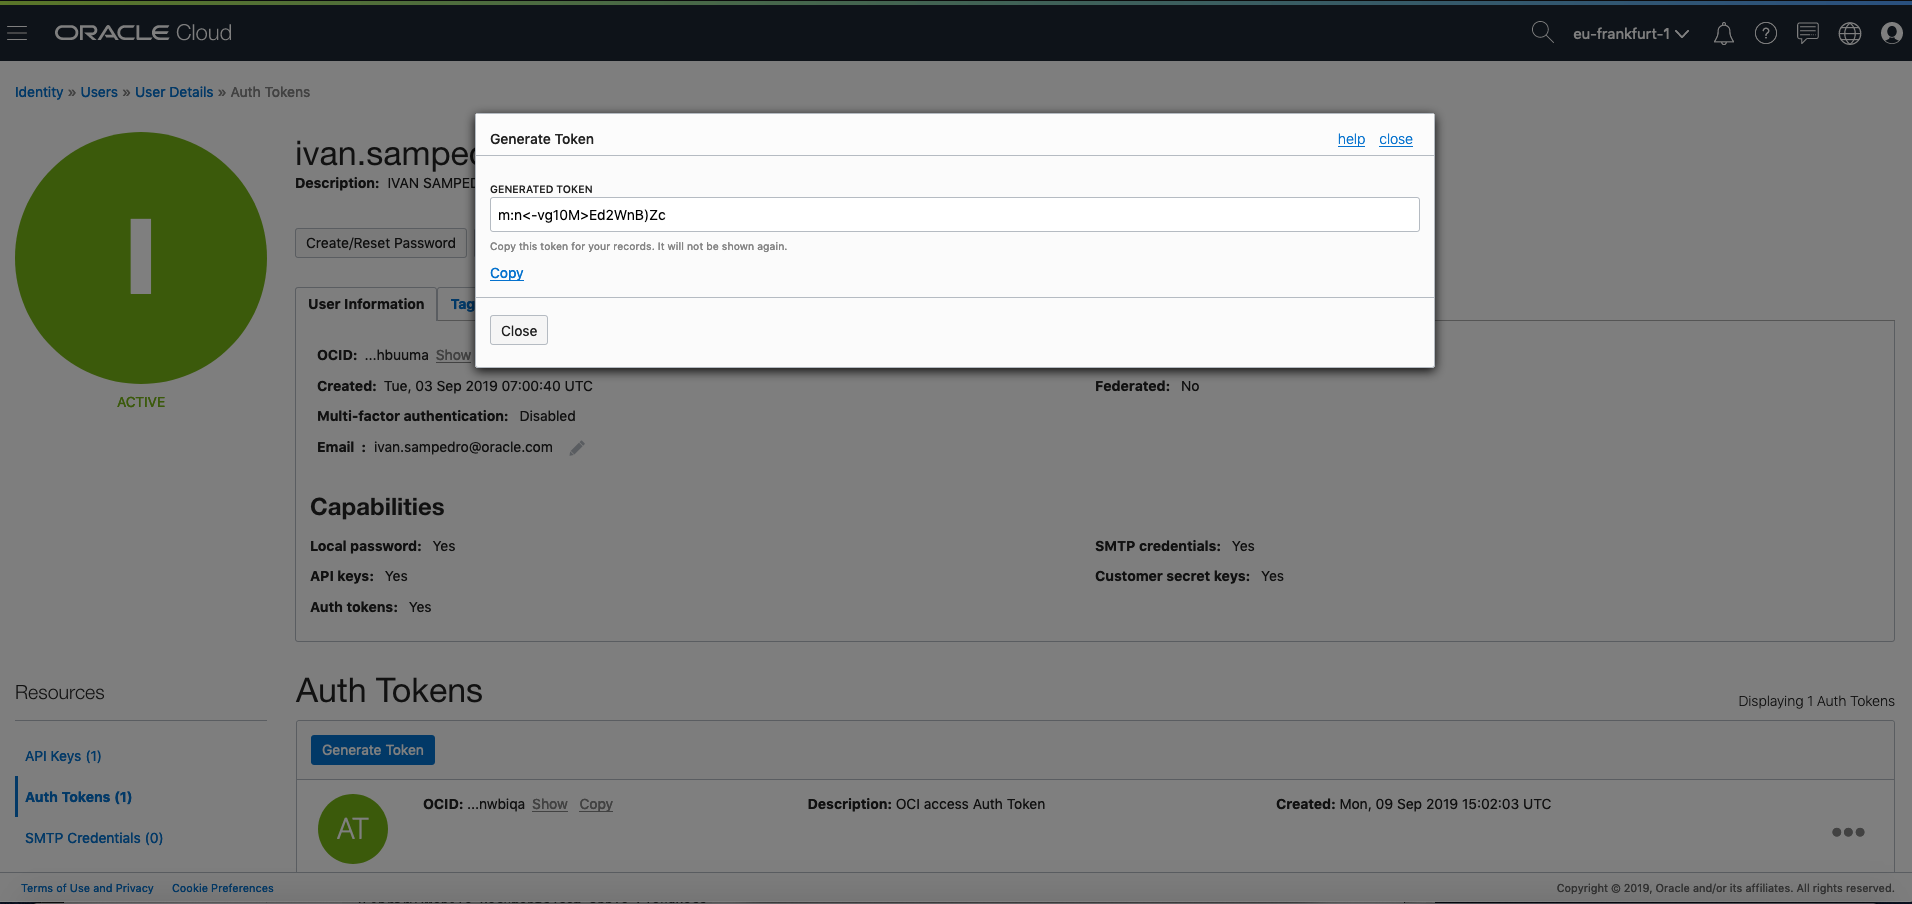 ORACLE Cloud
eu-frankfurt-1
Identity » Users » User Details » Auth Tokens
I
ACTIVE
ivan.samped
Description: IVAN SAMPED
Create/Reset Password
User Information
Tag
OCID: ...hbuuma Show
Created: Tue, 03 Sep 2019 07:00:40 UTC
Federated: No
Multi-factor authentication: Disabled
Email : ivan.sampedro@oracle.com
Generate Token
help
close
GENERATED TOKEN
m:n<-vg10M>Ed2WnB)Zc
Copy this token for your records. It will not be shown again.
Copy
Close
Capabilities
Local password: Yes
SMTP credentials: Yes
API keys: Yes
Customer secret keys: Yes
Auth tokens: Yes
Resources
API Keys (1)
Auth Tokens (1)
SMTP Credentials (0)
Auth Tokens
Displaying 1 Auth Tokens
Generate Token
AT
OCID: ...nwbiqa Show Copy
Description: OCI access Auth Token
Created: Mon, 09 Sep 2019 15:02:03 UTC
Terms of Use and Privacy
Cookie Preferences
Copyright © 2019, Oracle and/or its affiliates. All rights reserved.